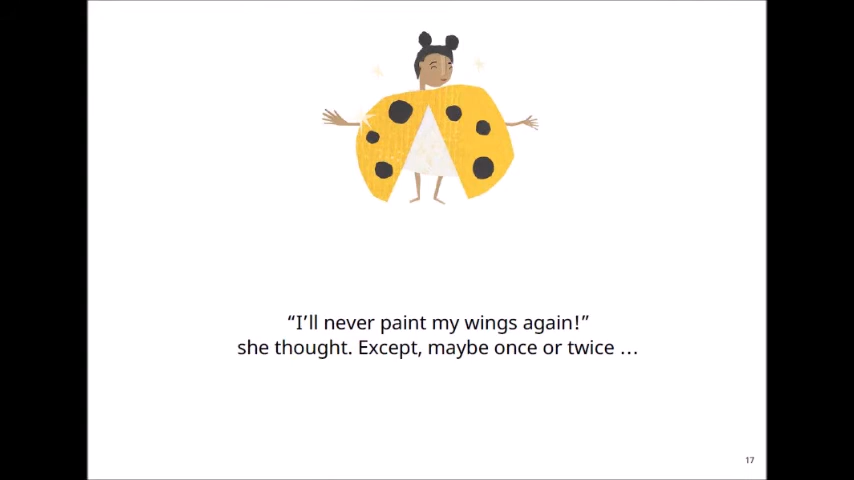 “I’ll never paint my wings again!”
she thought. Except, maybe once or twice …
17